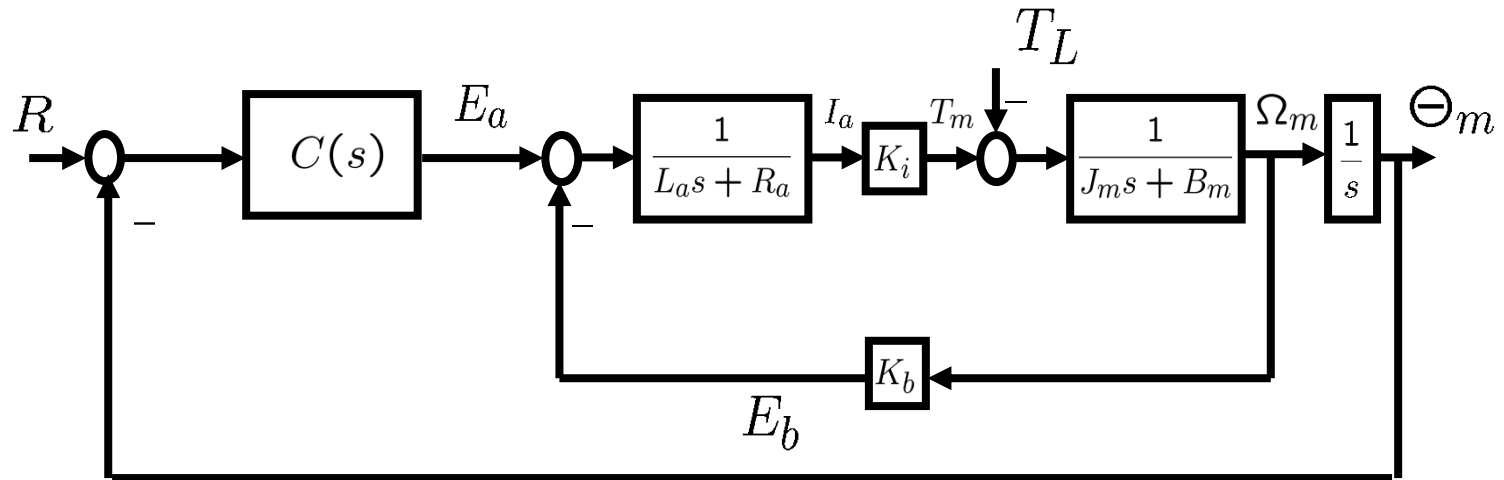 T_L
R
C(s)
E_a
1/(L_a s + R_a)
I_a
K_i
T_m
−
1/(J_m s + B_m)
Ω_m
1/s
Θ_m
−
−
K_b
E_b